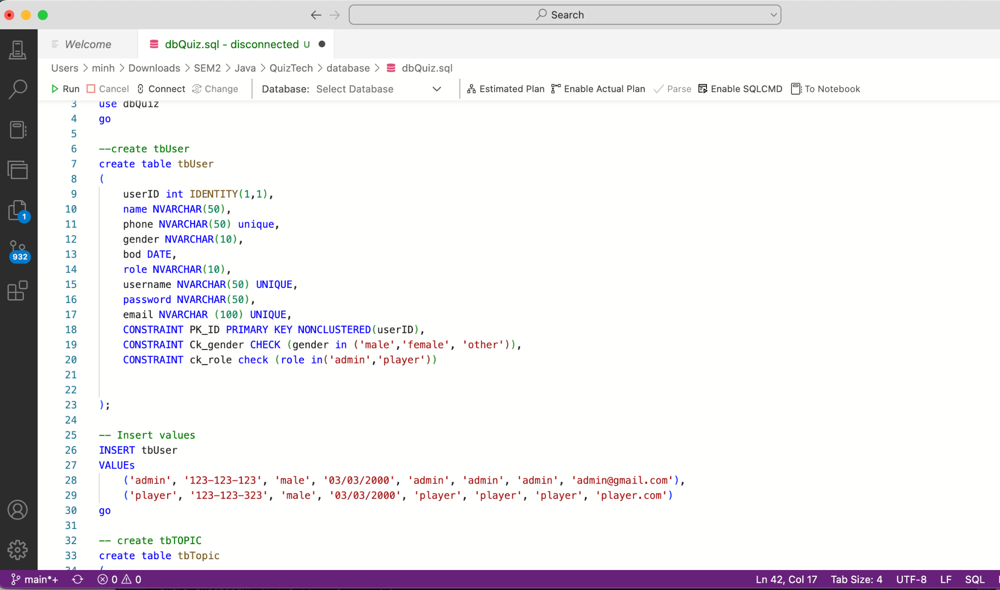 Search
Welcome
dbQuiz.sql - disconnected U
Users > minh > Downloads > SEM2 > Java > QuizTech > database > dbQuiz.sql
Run Cancel Connect Change Database: Select Database Estimated Plan Enable Actual Plan Parse Enable SQLCMD To Notebook
3 use dbQuiz
4 go
5
6 --create tbUser
7 create table tbUser
8 (
9 userID int IDENTITY(1,1),
10 name NVARCHAR(50),
11 phone NVARCHAR(50) unique,
12 gender NVARCHAR(10),
13 bod DATE,
14 role NVARCHAR(10),
15 username NVARCHAR(50) UNIQUE,
16 password NVARCHAR(50),
17 email NVARCHAR (100) UNIQUE,
18 CONSTRAINT PK_ID PRIMARY KEY NONCLUSTERED(userID),
19 CONSTRAINT Ck_gender CHECK (gender in ('male','female', 'other')),
20 CONSTRAINT ck_role check (role in('admin','player'))
21
22
23 );
24
25 -- Insert values
26 INSERT tbUser
27 VALUEs
28 ('admin', '123-123-123', 'male', '03/03/2000', 'admin', 'admin', 'admin', 'admin@gmail.com'),
29 ('player', '123-123-323', 'male', '03/03/2000', 'player', 'player', 'player', 'player.com')
30 go
31
32 -- create tbTOPIC
33 create table tbTopic
34 (
1
932
main*+ 0 0 Ln 42, Col 17 Tab Size: 4 UTF-8 LF SQL